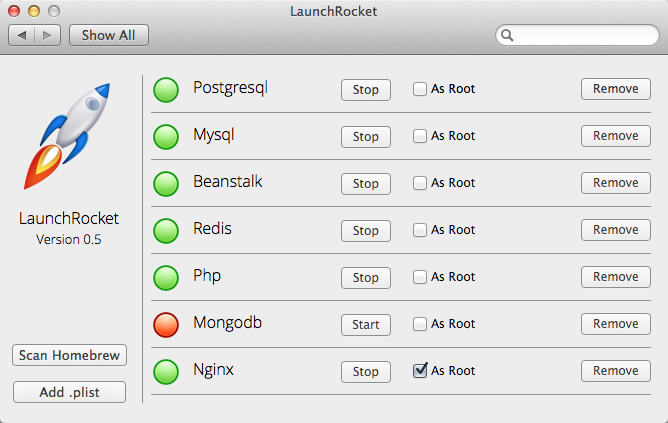 LaunchRocket
Show All
Postgresql Stop As Root Remove
Mysql Stop As Root Remove
Beanstalk Stop As Root Remove
Redis Stop As Root Remove
Php Stop As Root Remove
Mongodb Start As Root Remove
Nginx Stop As Root Remove
LaunchRocket
Version 0.5
Scan Homebrew
Add .plist